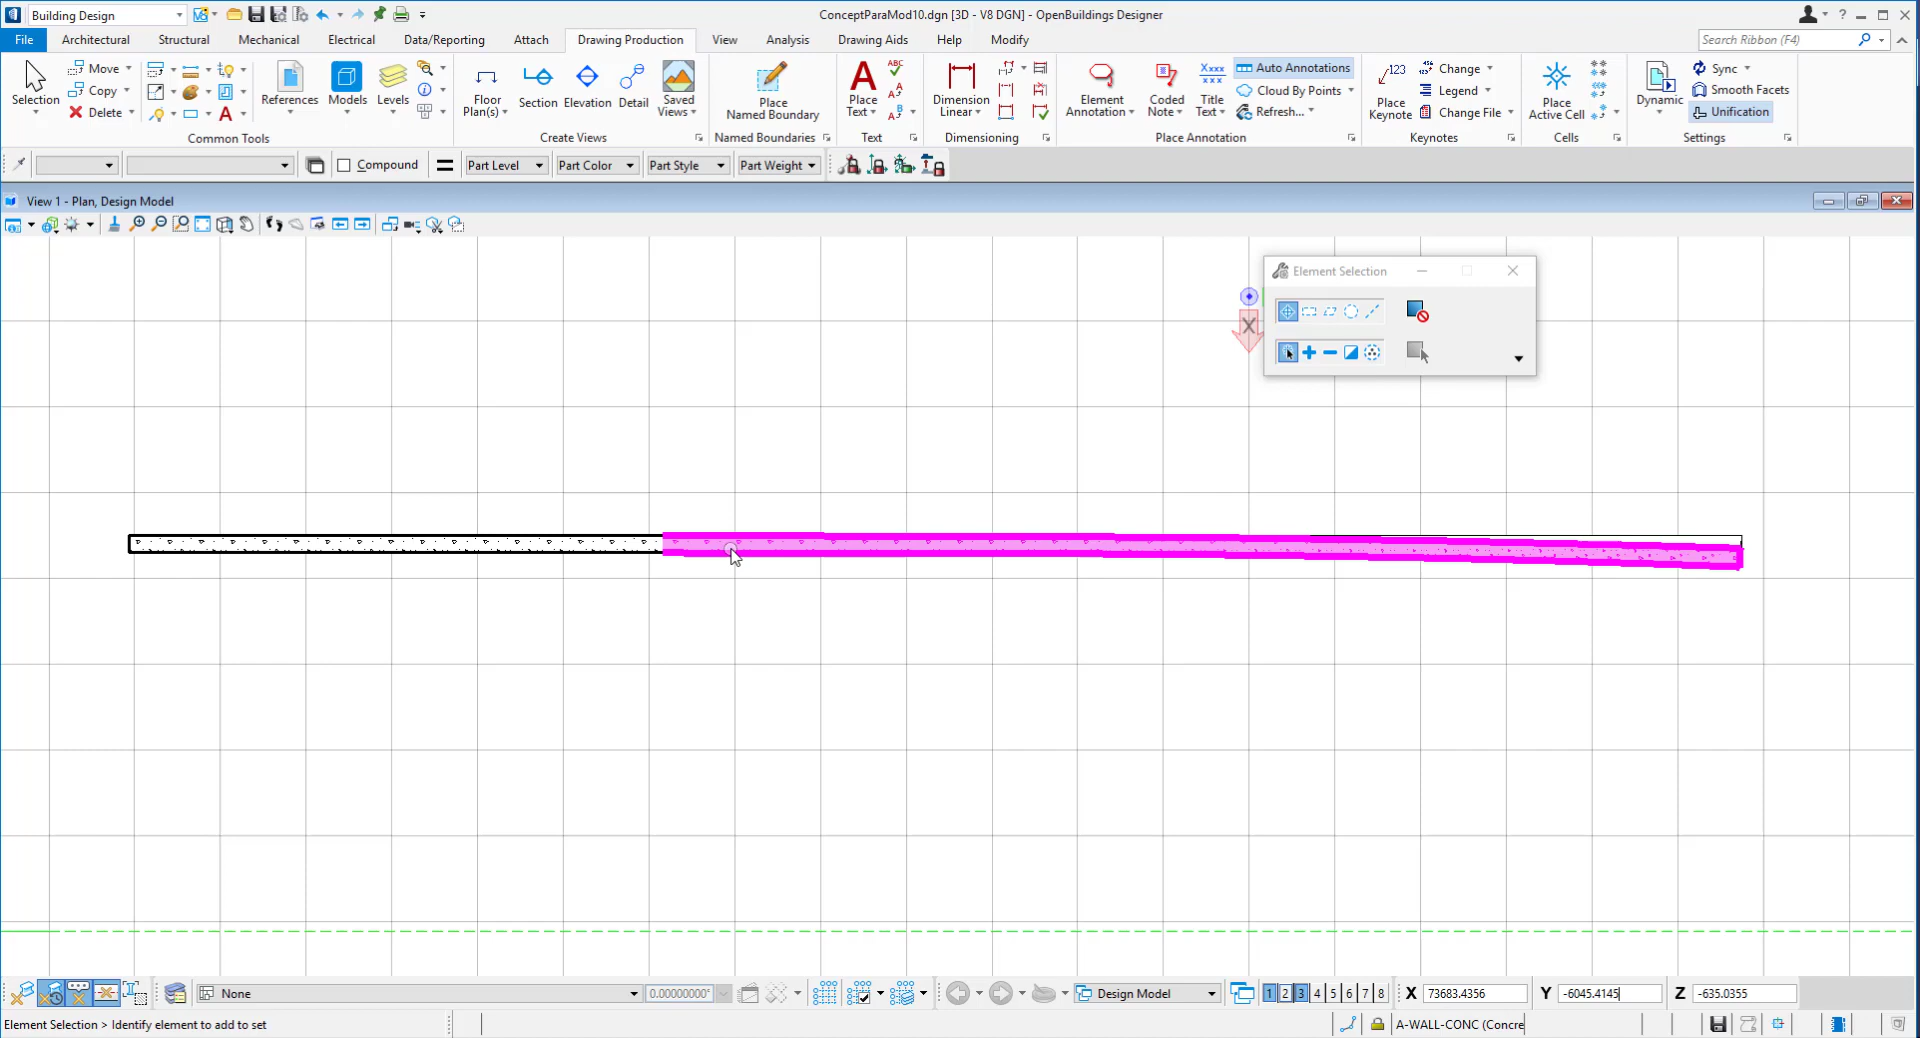 Building Design
ConceptParaMod10.dgn [3D - V8 DGN] - OpenBuildings Designer
File Architectural Structural Mechanical Electrical Data/Reporting Attach Drawing Production View Analysis Drawing Aids Help Modify
Search Ribbon (F4)
Selection
Move
Copy
Delete
References
Models
Levels
Common Tools
Floor Plan(s)
Section
Elevation
Detail
Saved Views
Create Views
Place Named Boundary
Named Boundaries
Place Text
ABC
Text
Dimension Linear
Dimensioning
Element Annotation
Coded Note
Xxxx
Title Text
Auto Annotations
Cloud By Points
Refresh...
Place Annotation
123
Place Keynote
Change
Legend
Change File
Keynotes
Place Active Cell
Cells
Dynamic
Sync
Smooth Facets
Unification
Settings
Compound
Part Level
Part Color
Part Style
Part Weight
View 1 - Plan, Design Model
Element Selection
X
None
0.00000000°
Design Model
1 2 3 4 5 6 7 8
X 73683.4356
Y -6045.4145
Z -635.0355
Element Selection > Identify element to add to set
A-WALL-CONC (Concre